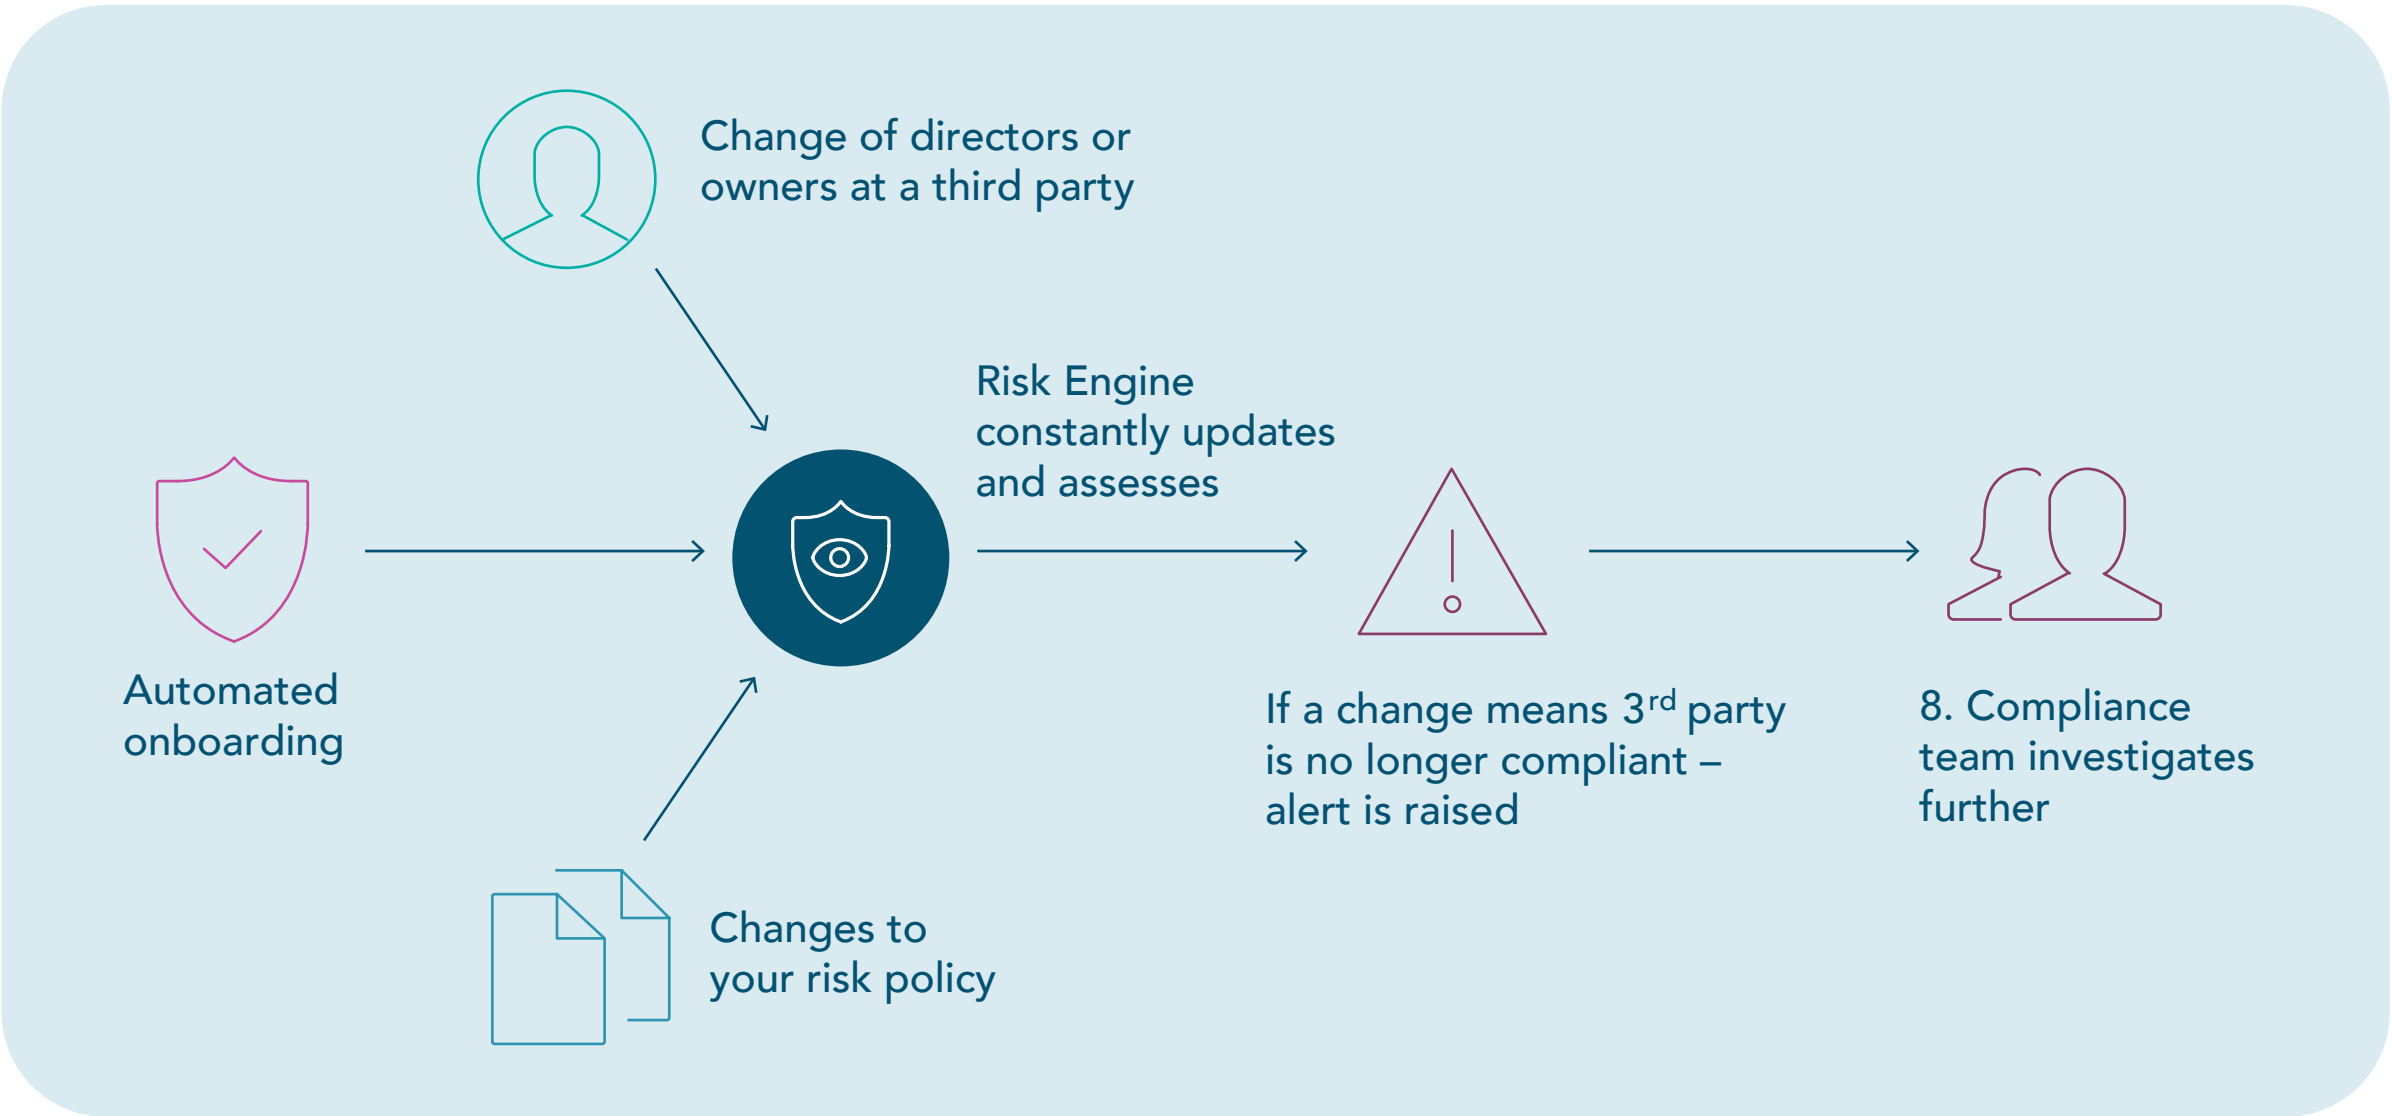 Change of directors or
owners at a third party
Risk Engine
constantly updates
and assesses
Automated
onboarding
If a change means 3rd party
is no longer compliant –
alert is raised
8. Compliance
team investigates
further
Changes to
your risk policy